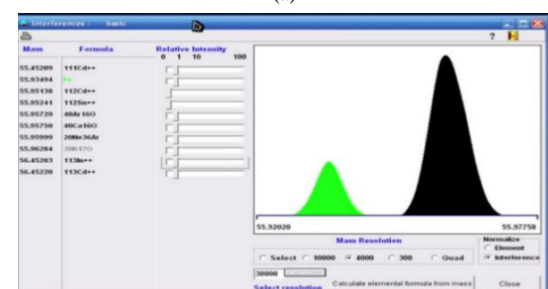 Interferences : basic
?
Mass Formula Relative Intensity
0 1 10 100
55.45209 111Cd++
55.93494 Fe
55.95138 112Cd++
55.95241 112Sn++
55.95729 40Ar16O
55.95750 40Ca16O
55.95999 20Ne36Ar
55.96284 39K17O
56.45203 113In++
56.45220 113Cd++
55.92020 55.97750
Mass Resolution
Select 10000 4000 300 Quad
Normalize
Element
Interference
30000 Calculate
Select resolution
Calculate elemental formula from mass
Close